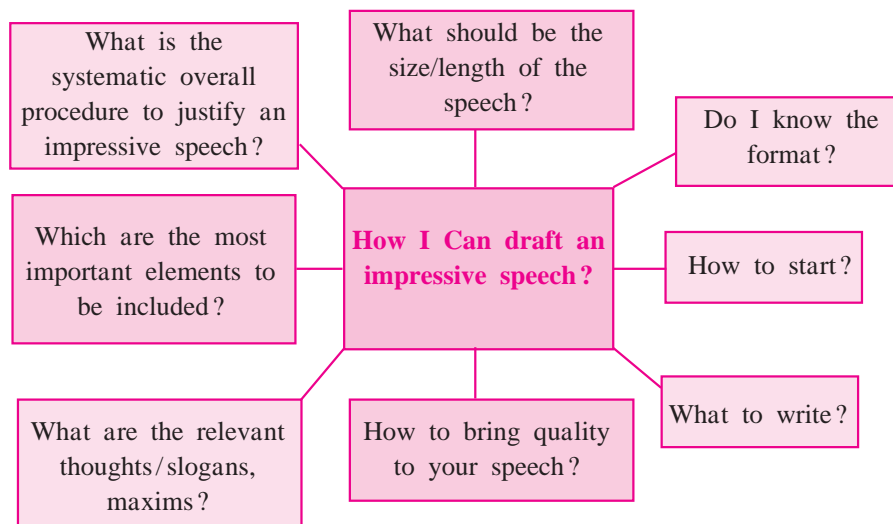 What is the
systematic overall
procedure to justify an
impressive speech?
What should be the
size/length of the
speech?
Do I know the
format?
Which are the most
important elements to
be included?
How I Can draft an
impressive speech?
How to start?
What are the relevant
thoughts/slogans,
maxims?
How to bring quality
to your speech?
What to write?